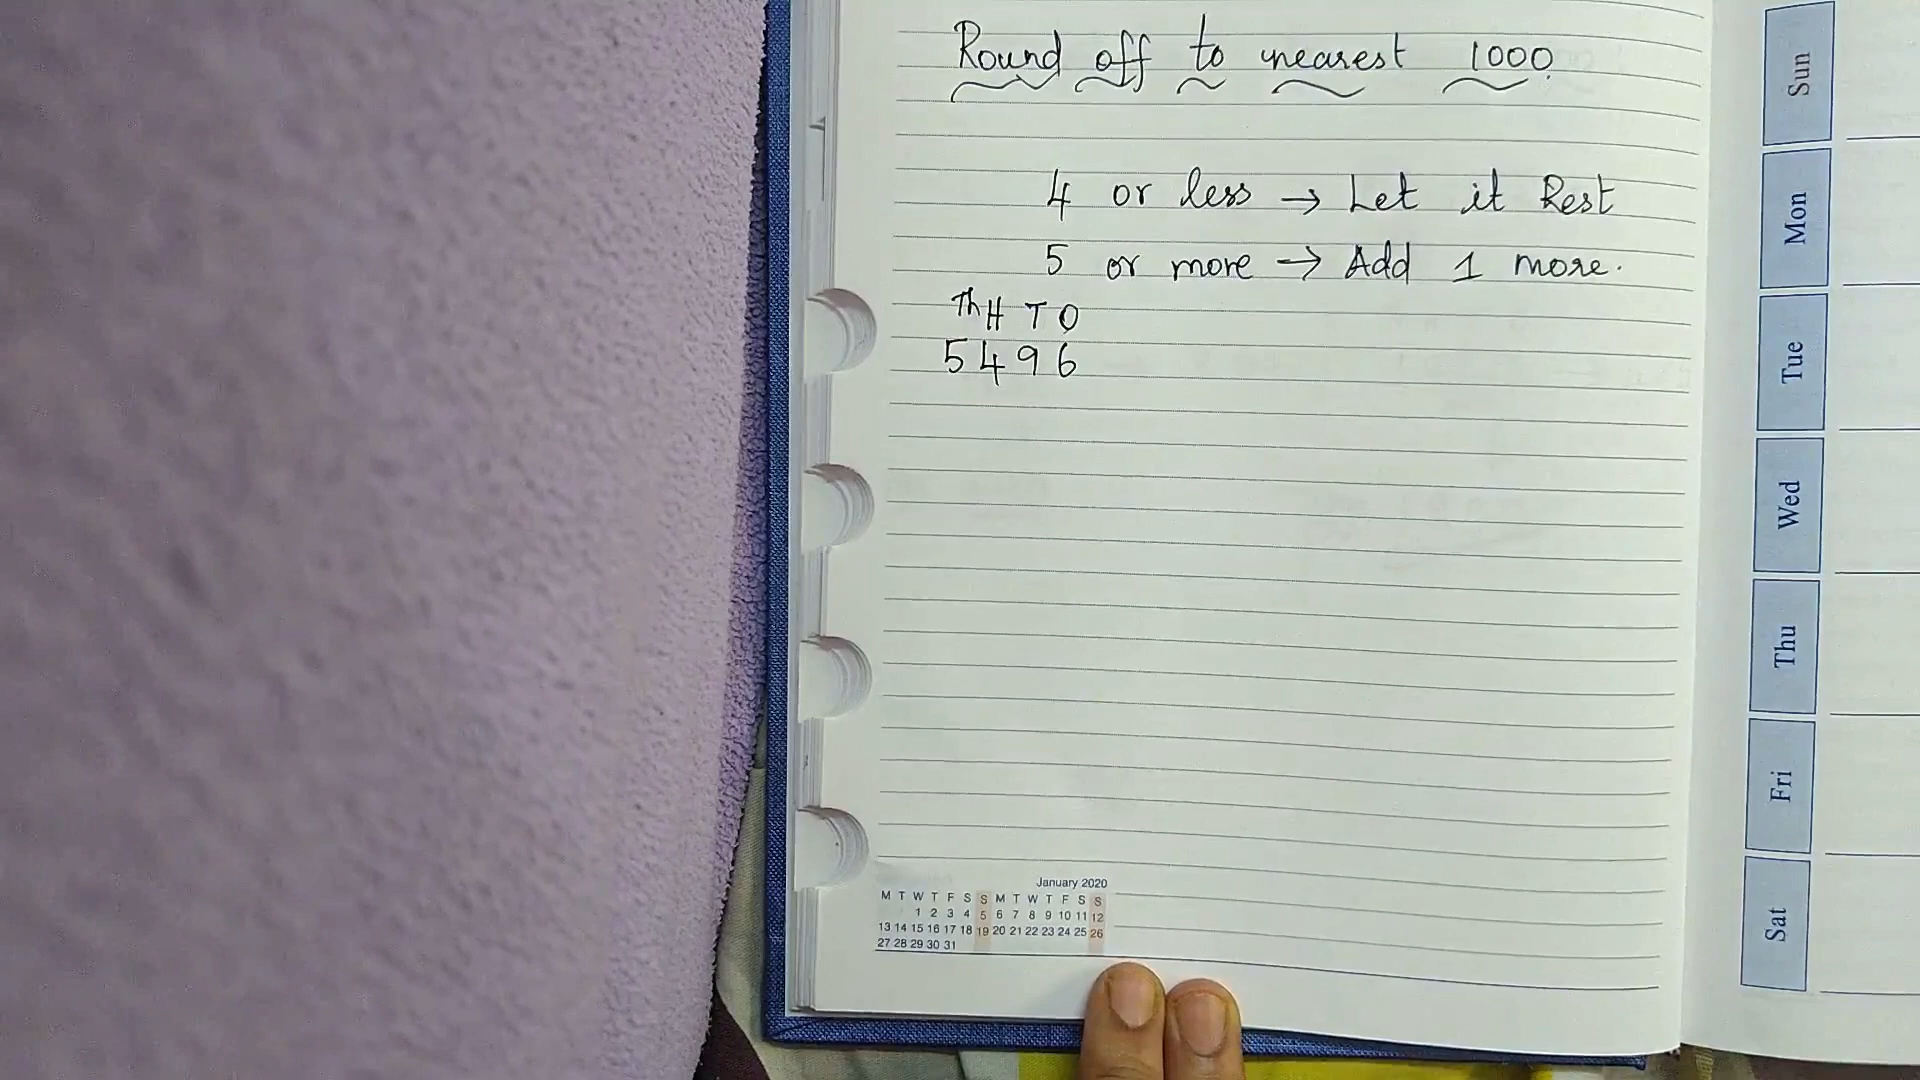 Round off to nearest 1000
4 or less → Let it Rest
5 or more → Add 1 more.
Th H T O
5 4 9 6
Sun
Mon
Tue
Wed
Thu
Fri
Sat
January 2020
M T W T F S S M T W T F S S
1 2 3 4 5 6 7 8 9 10 11 12
13 14 15 16 17 18 19 20 21 22 23 24 25 26
27 28 29 30 31